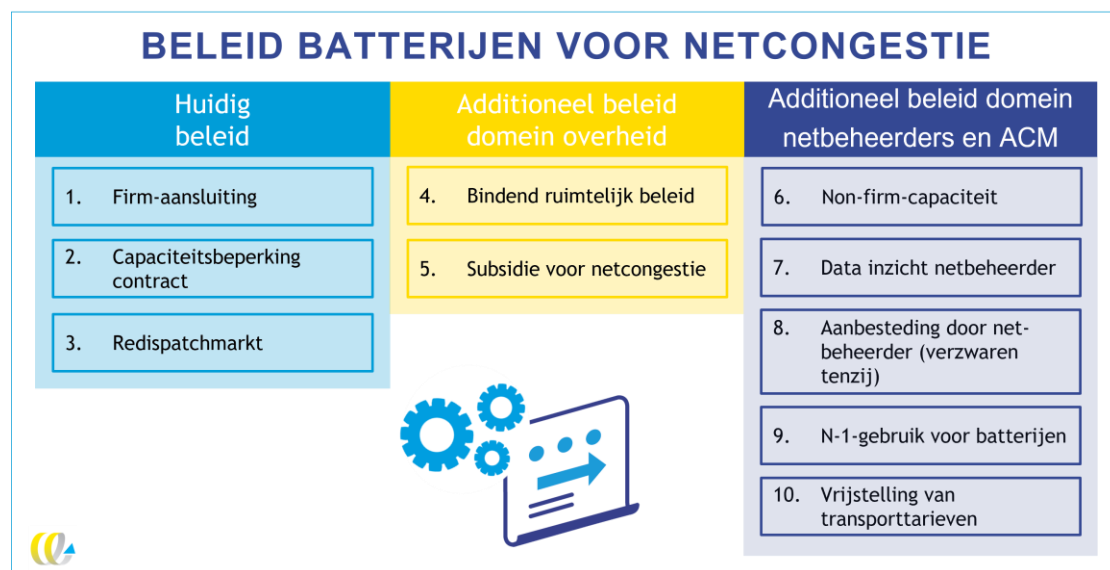 BELEID BATTERIJEN VOOR NETCONGESTIE
Huidig
beleid
1. Firm-aansluiting
2. Capaciteitsbeperking
contract
3. Redispatchmarkt
Additioneel beleid
domein overheid
4. Bindend ruimtelijk beleid
5. Subsidie voor netcongestie
Additioneel beleid domein
netbeheerders en ACM
6. Non-firm-capaciteit
7. Data inzicht netbeheerder
8. Aanbesteding door net-
beheerder (verzwaren
tenzij)
9. N-1-gebruik voor batterijen
10. Vrijstelling van
transporttarieven